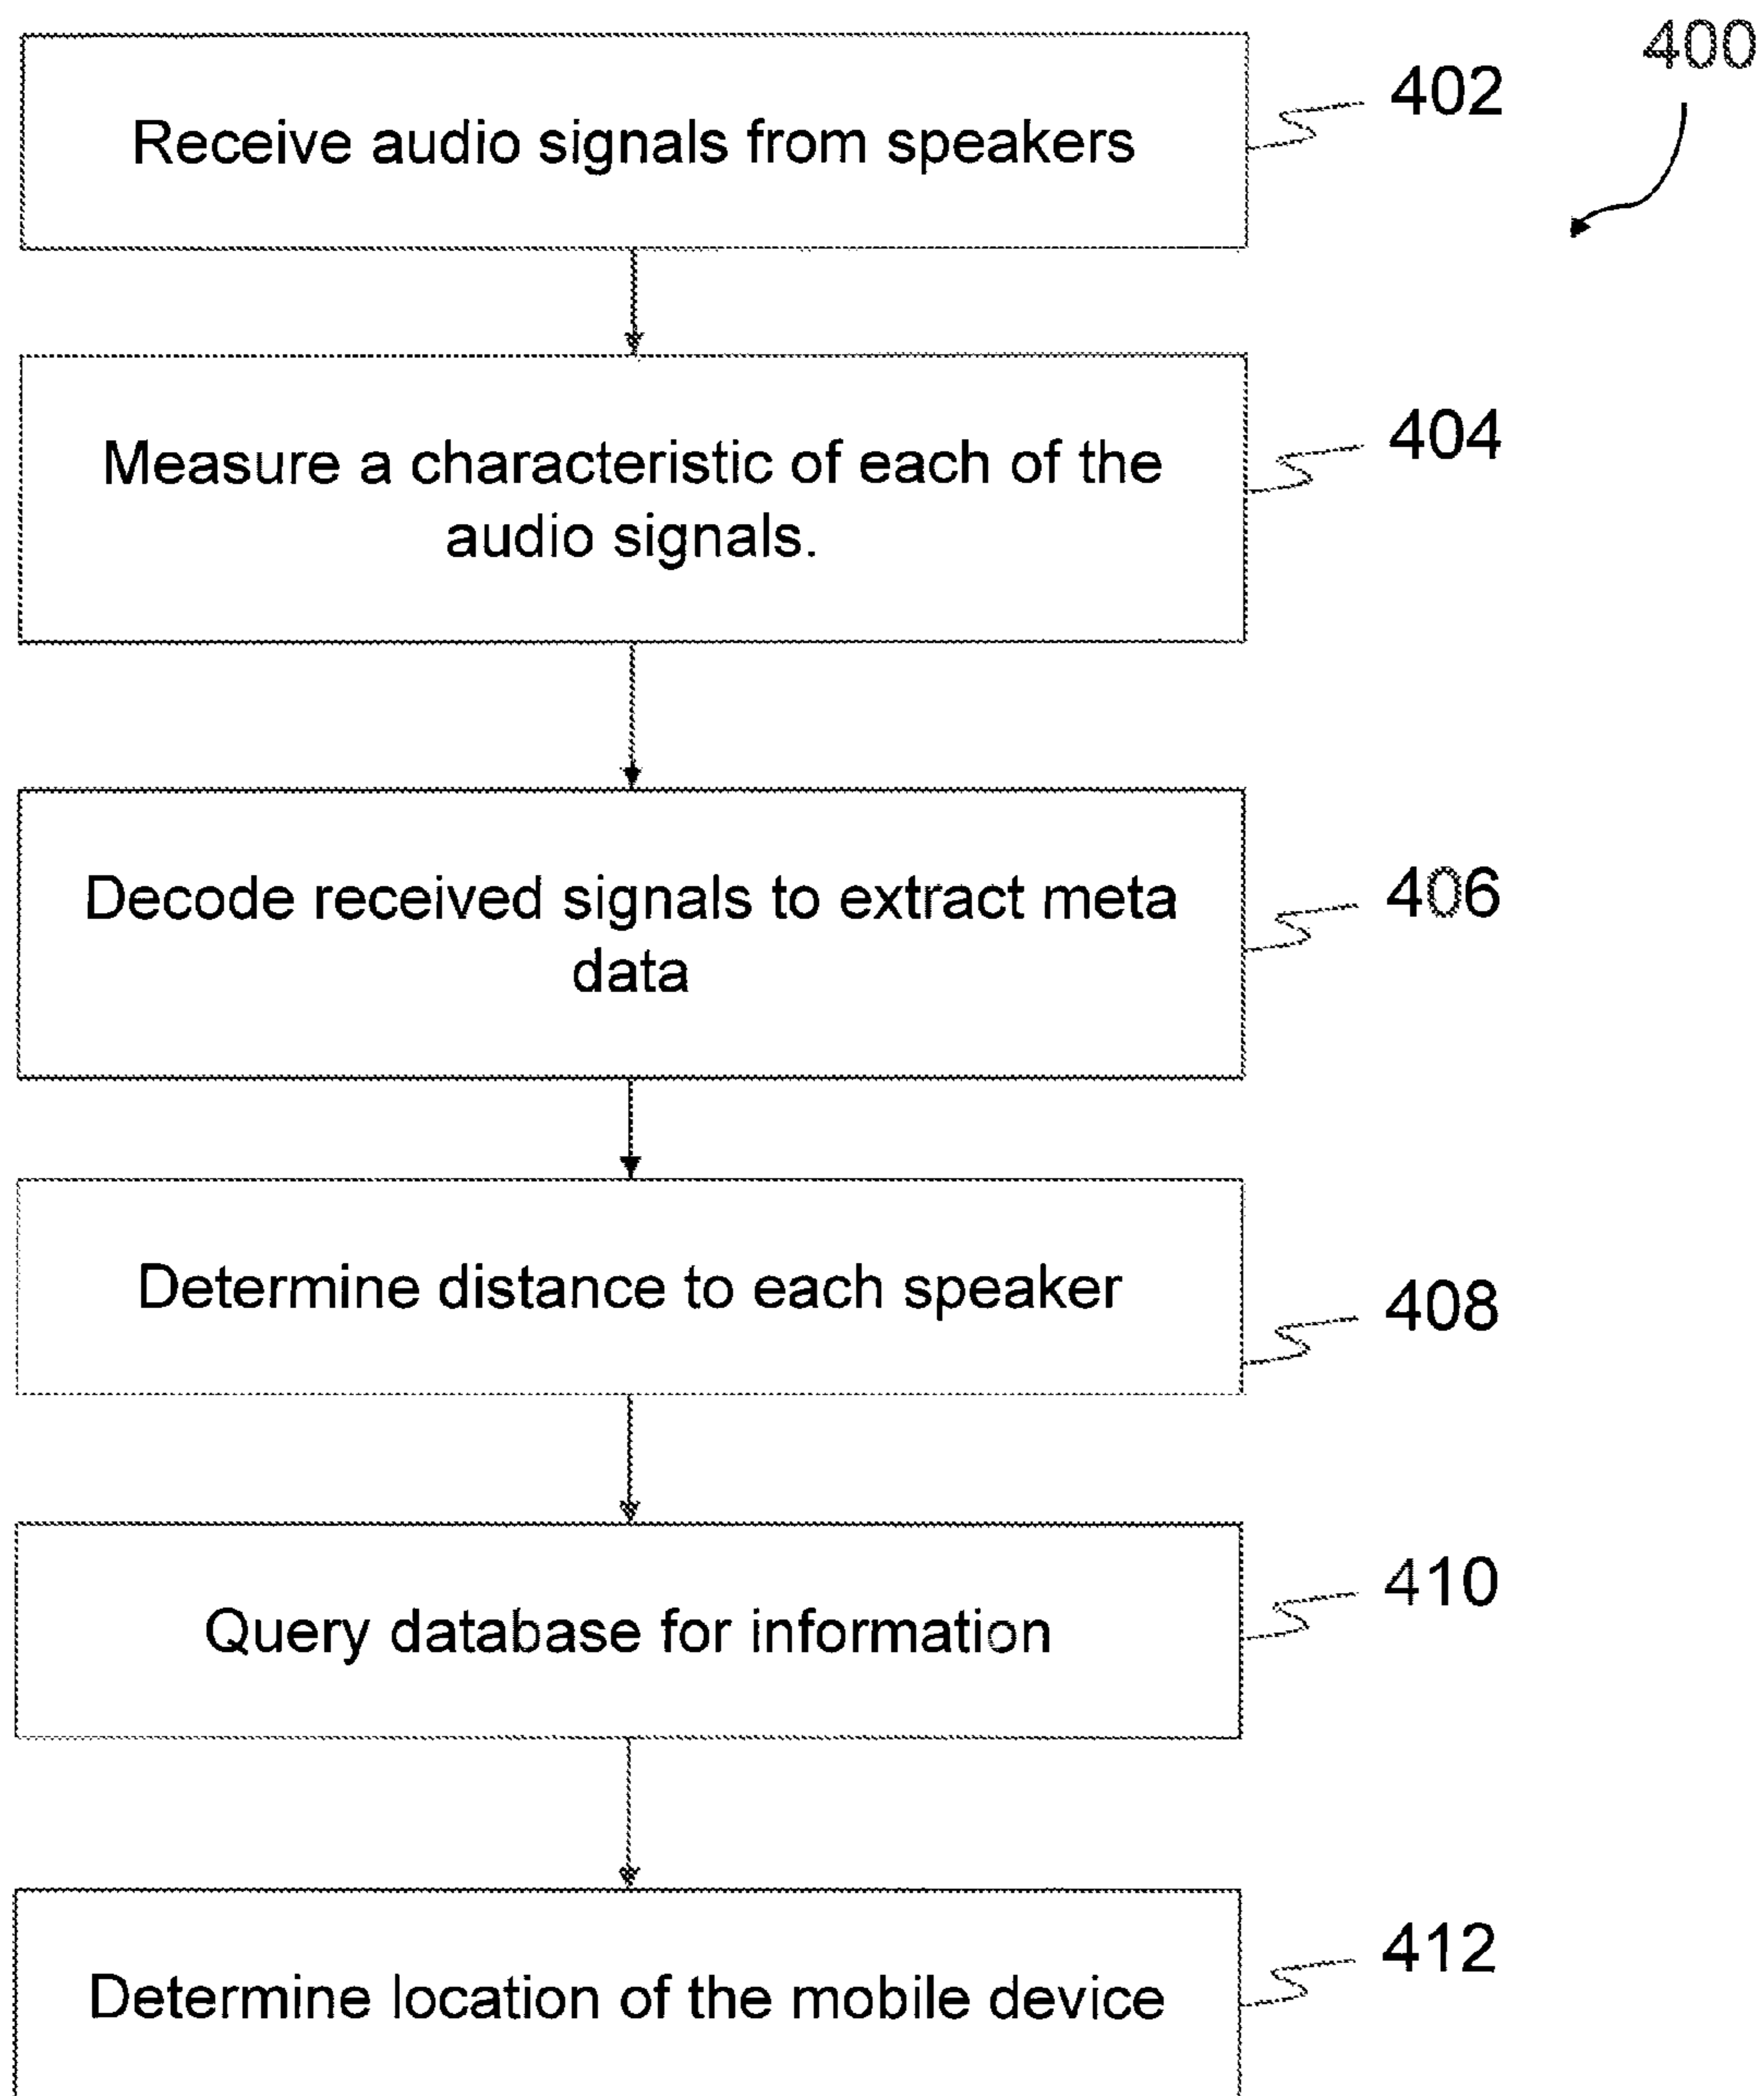 400
Receive audio signals from speakers
402
Measure a characteristic of each of the
audio signals.
404
Decode received signals to extract meta
data
406
Determine distance to each speaker
408
Query database for information
410
Determine location of the mobile device
412